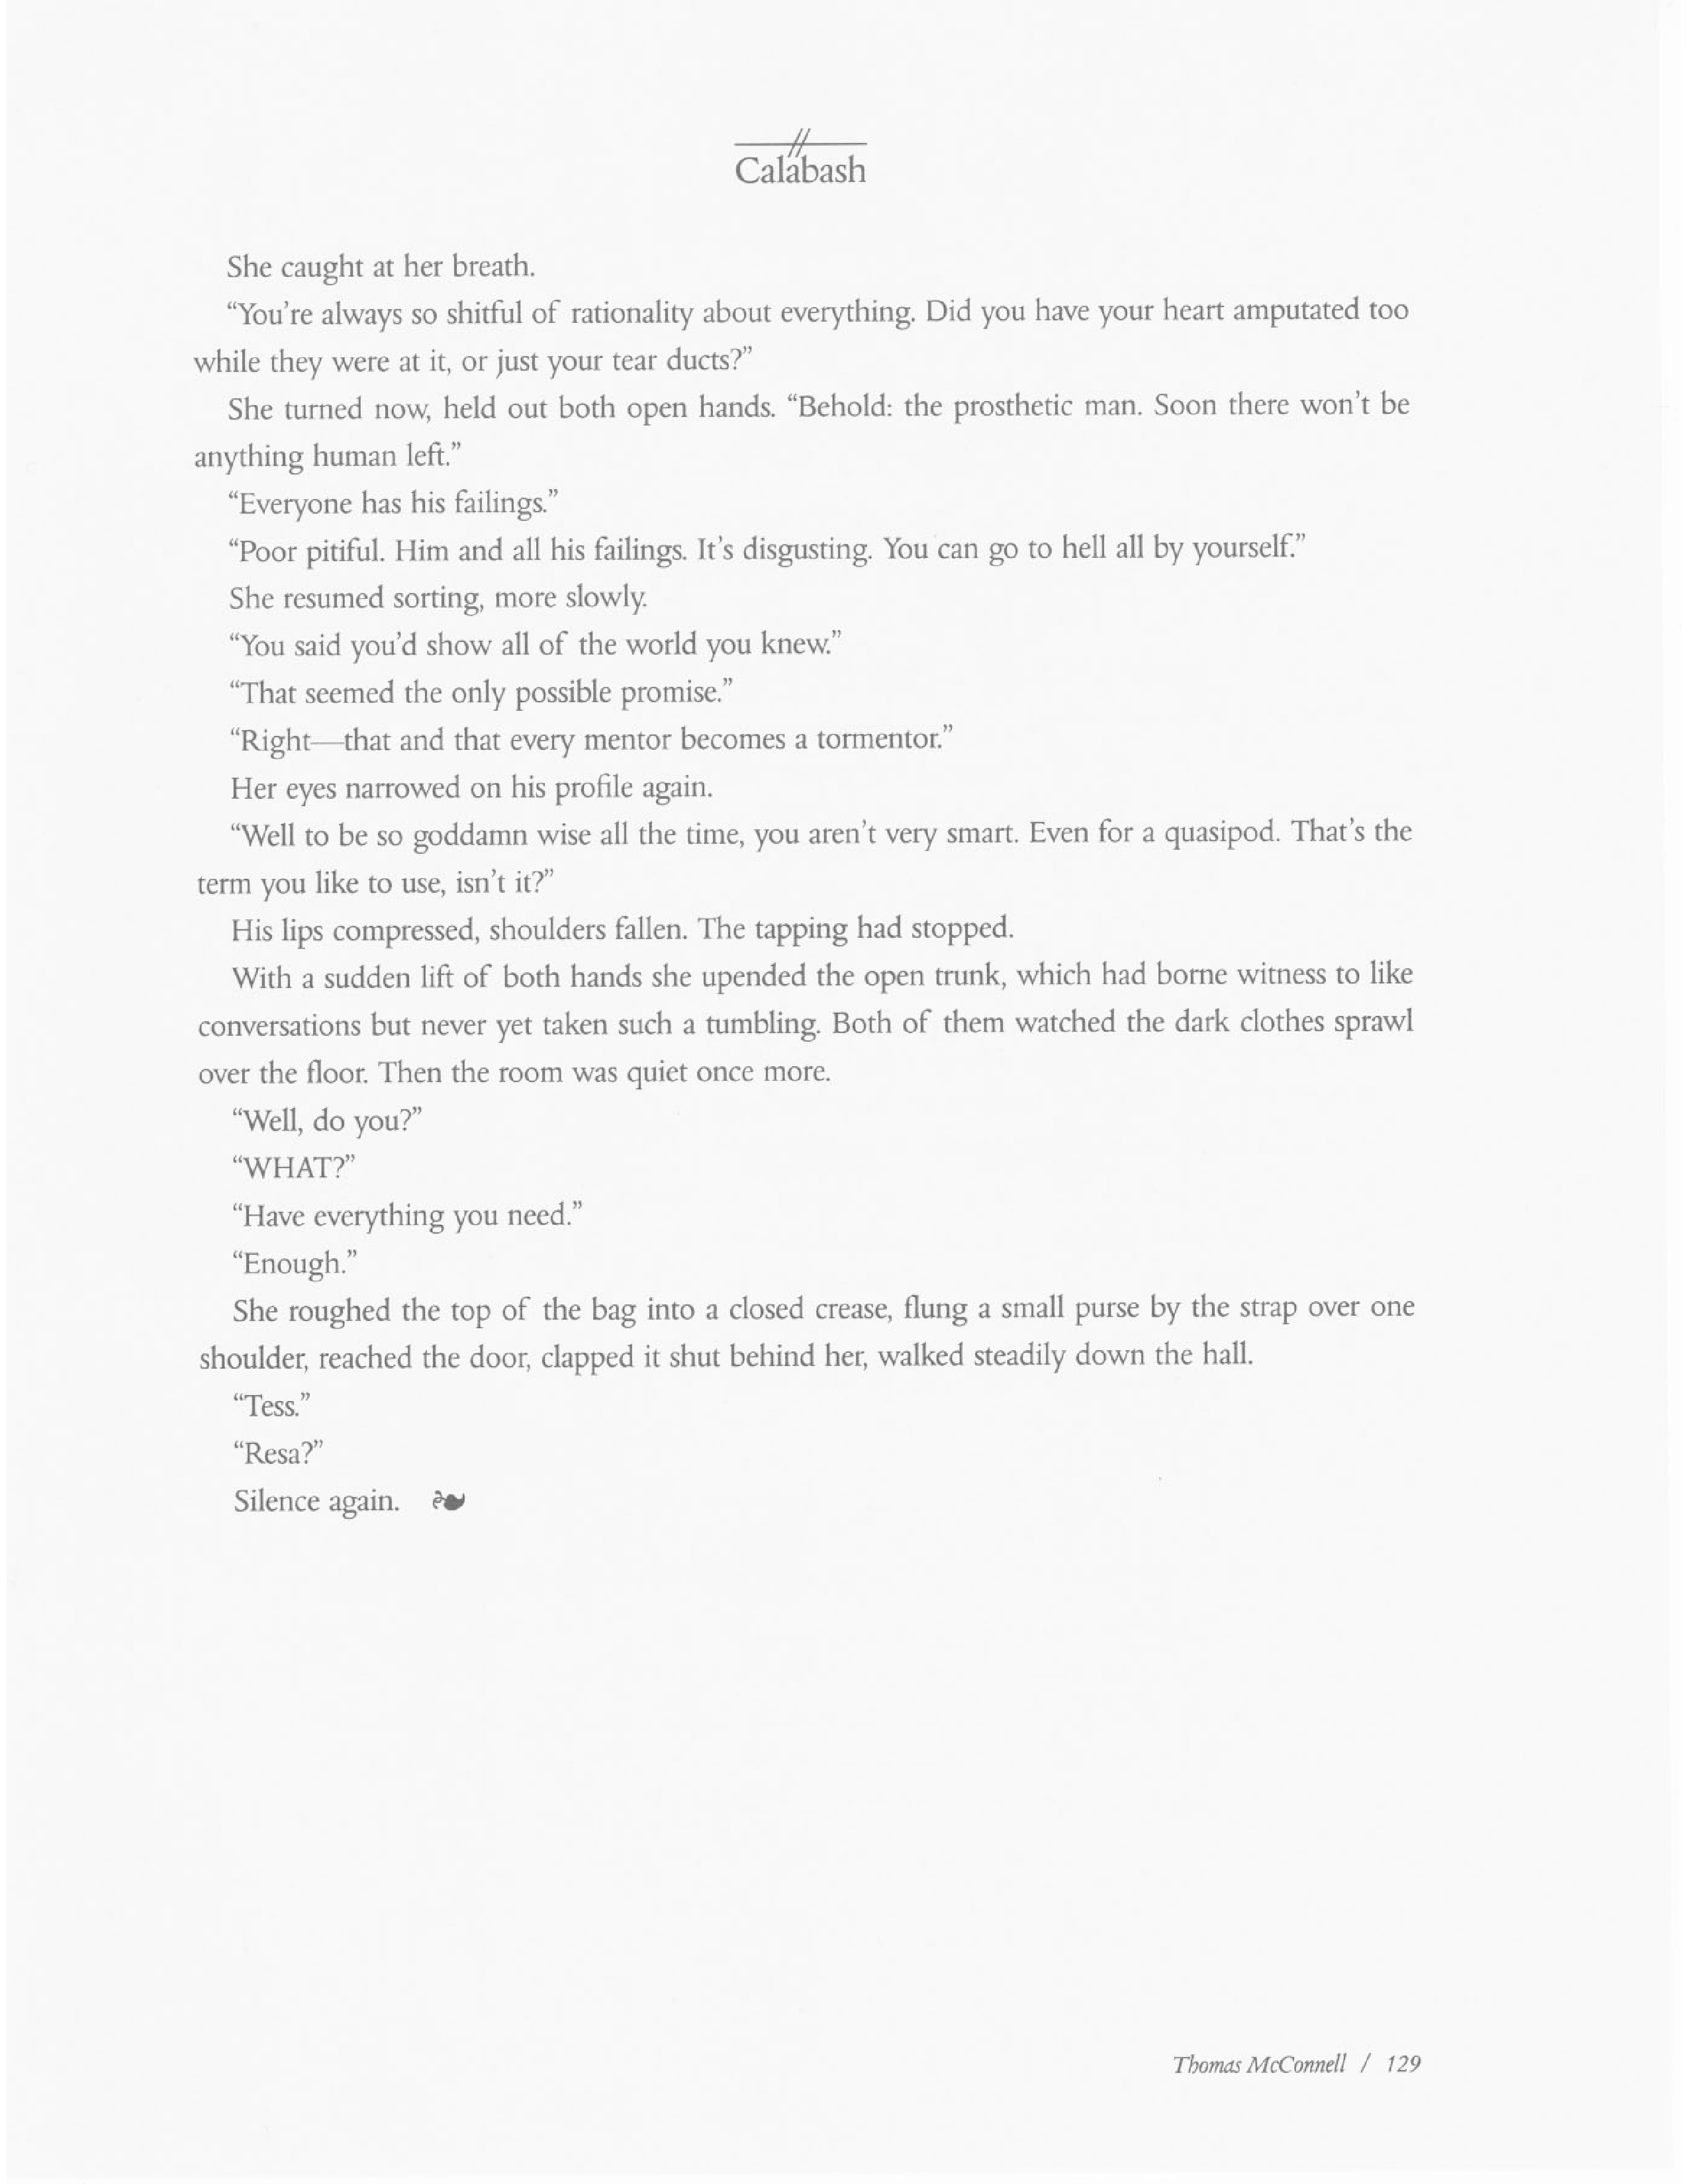 Calabash
She caught at her breath.
“You’re always so shitful of rationality about everything. Did you have your heart amputated too
while they were at it, or just your tear ducts?”
She turned now, held out both open hands. “Behold: the prosthetic man. Soon there won’t be
anything human left.”
“Everyone has his failings.”
“Poor pitiful. Him and all his failings. It’s disgusting. You can go to hell all by yourself.”
She resumed sorting, more slowly.
“You said you’d show all of the world you knew.”
“That seemed the only possible promise.”
“Right—that and that every mentor becomes a tormentor.”
Her eyes narrowed on his profile again.
“Well to be so goddamn wise all the time, you aren’t very smart. Even for a quasipod. That’s the
term you like to use, isn’t it?”
His lips compressed, shoulders fallen. The tapping had stopped.
With a sudden lift of both hands she upended the open trunk, which had borne witness to like
conversations but never yet taken such a tumbling. Both of them watched the dark clothes sprawl
over the floor. Then the room was quiet once more.
“Well, do you?”
“WHAT?”
“Have everything you need.”
“Enough.”
She roughed the top of the bag into a closed crease, flung a small purse by the strap over one
shoulder, reached the door, clapped it shut behind her, walked steadily down the hall.
“Tess.”
“Resa?”
Silence again.
Thomas McConnell / 129